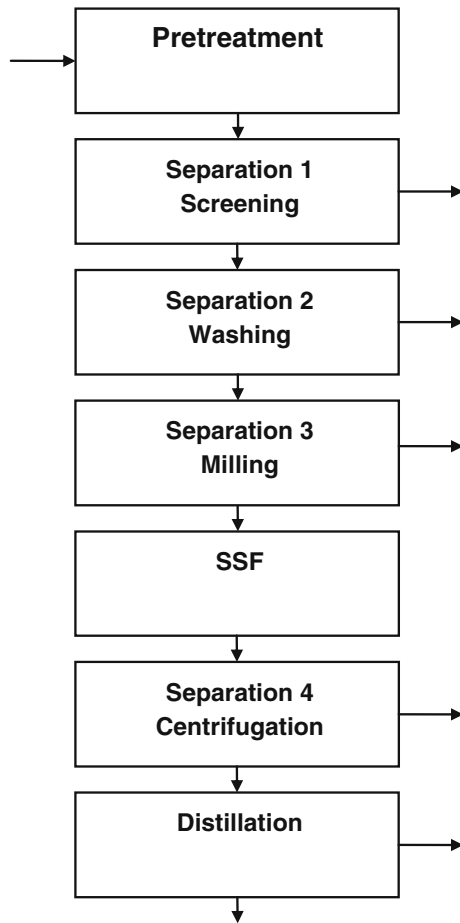 Pretreatment
Separation 1
Screening
Separation 2
Washing
Separation 3
Milling
SSF
Separation 4
Centrifugation
Distillation